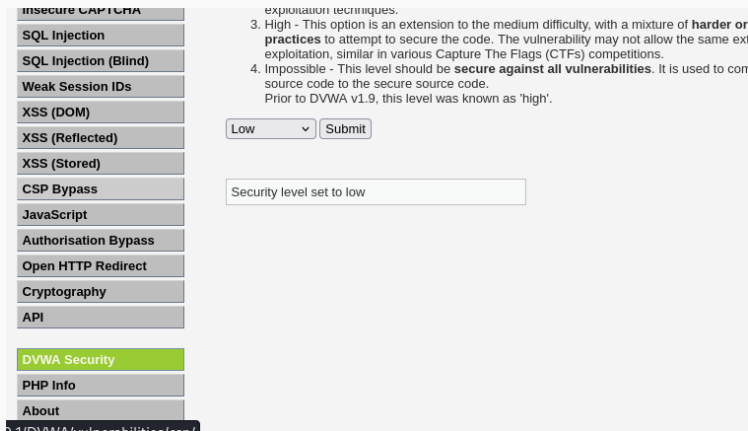 Insecure CAPTCHA
SQL Injection
SQL Injection (Blind)
Weak Session IDs
XSS (DOM)
XSS (Reflected)
XSS (Stored)
CSP Bypass
JavaScript
Authorisation Bypass
Open HTTP Redirect
Cryptography
API
DVWA Security
PHP Info
About
exploitation techniques.
3. High - This option is an extension to the medium difficulty, with a mixture of harder or
practices to attempt to secure the code. The vulnerability may not allow the same ext
exploitation, similar in various Capture The Flags (CTFs) competitions.
4. Impossible - This level should be secure against all vulnerabilities. It is used to com
source code to the secure source code.
Prior to DVWA v1.9, this level was known as 'high'.
Low Submit
Security level set to low
0.1/DVWA/vulnerabilities/csp/